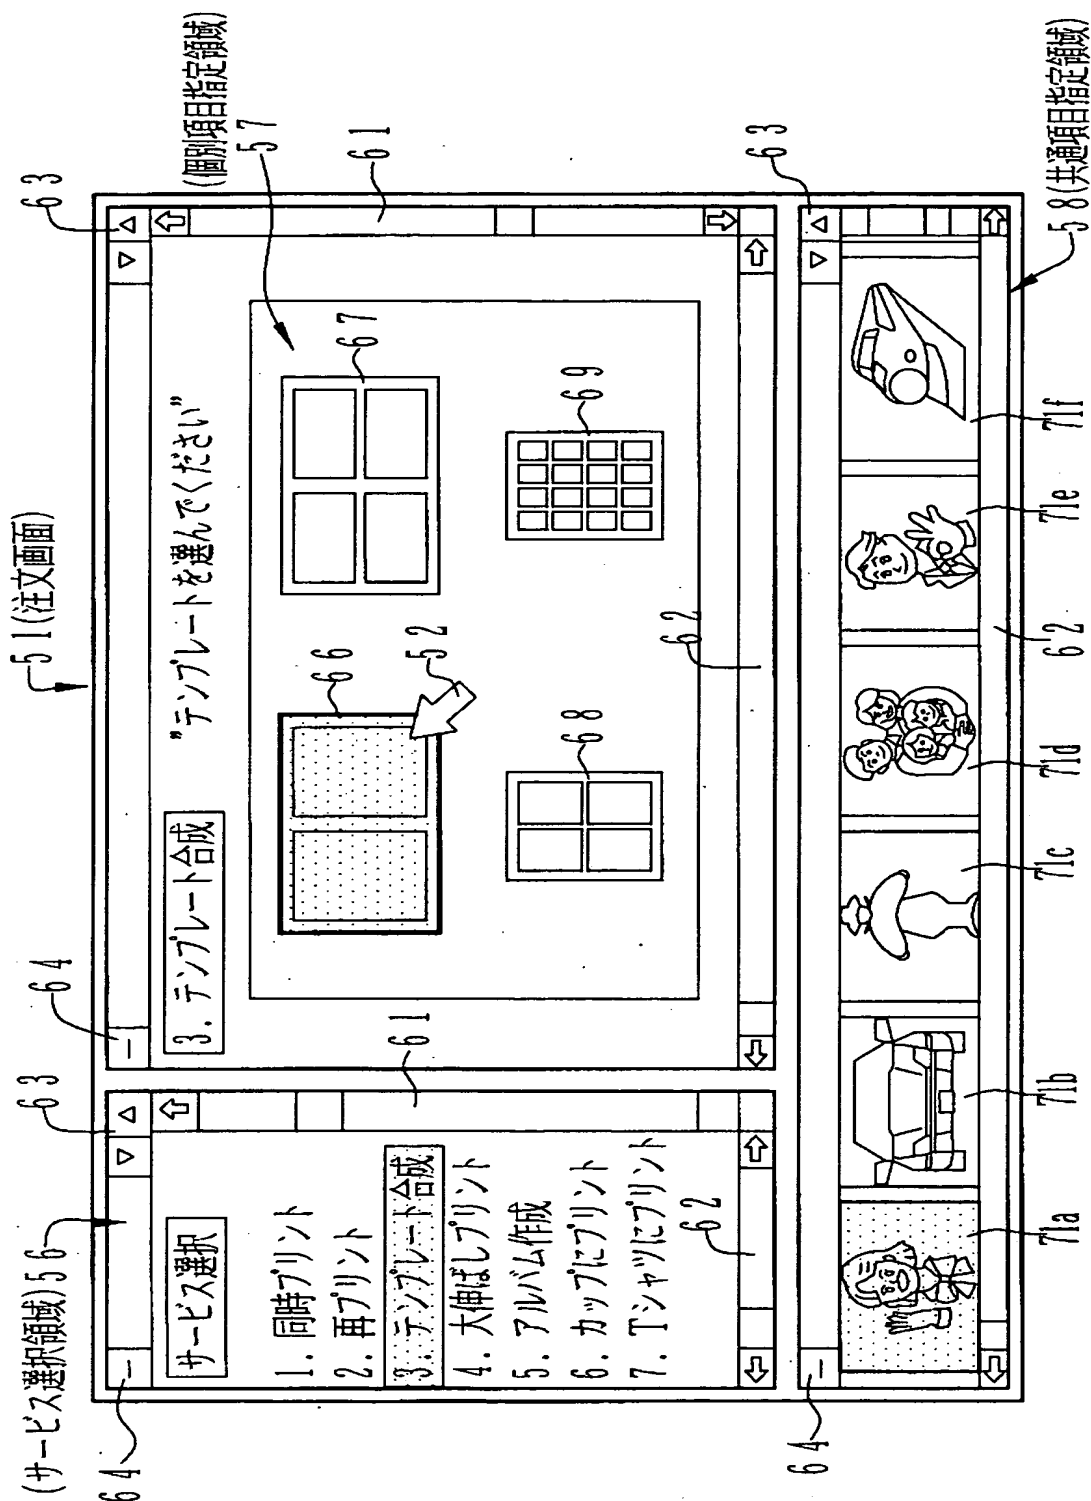 51(注文画面)
(サービス選択領域)56
64
63
64
63
(個別項目指定領域)
57
サービス選択
1. 同時プリント
2. 再プリント
3. テンプレート合成
4. 大伸ばしプリント
5. アルバム作成
6. カップにプリント
7. Tシャツにプリント
61
62
3. テンプレート合成
"テンプレートを選んでください"
66
67
52
68
69
61
62
64
63
71a
71b
71c
71d
71e
71f
62
58(共通項目指定領域)